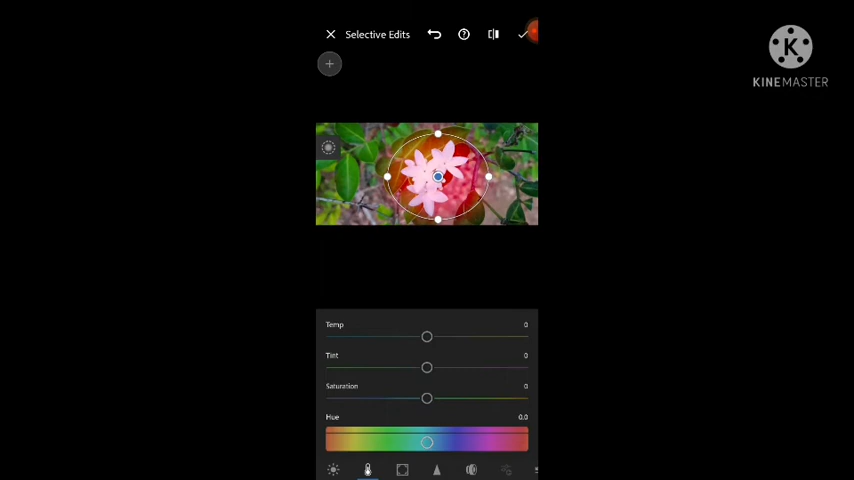 Selective Edits
KINEMASTER
Temp 0
Tint 0
Saturation 0
Hue 0.0